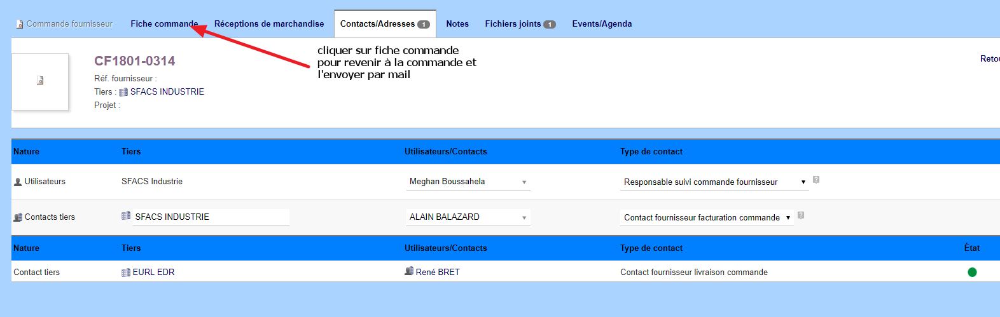 Commande fournisseur Fiche commande Réceptions de marchandise Contacts/Adresses 1 Notes Fichiers joints 1 Events/Agenda
cliquer sur fiche commande
pour revenir à la commande et
l'envoyer par mail
CF1801-0314
Retou
Réf. fournisseur :
Tiers : SFACS INDUSTRIE
Projet :
Nature Tiers Utilisateurs/Contacts Type de contact
Utilisateurs SFACS Industrie Meghan Boussahela Responsable suivi commande fournisseur ?
Contacts tiers SFACS INDUSTRIE ALAIN BALAZARD Contact fournisseur facturation commande ?
Nature Tiers Utilisateurs/Contacts Type de contact État
Contact tiers EURL EDR René BRET Contact fournisseur livraison commande